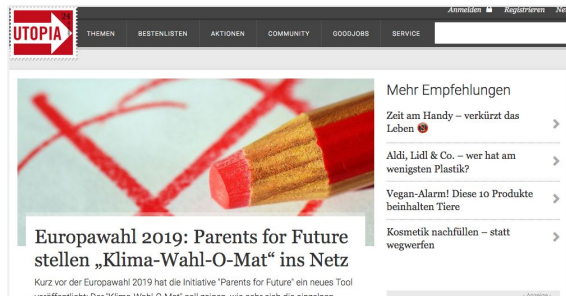 Anmelden Registrieren
UTOPIA
THEMEN BESTENLISTEN AKTIONEN COMMUNITY GOODJOBS SERVICE
Europawahl 2019: Parents for Future
stellen „Klima-Wahl-O-Mat“ ins Netz
Kurz vor der Europawahl 2019 hat die Initiative "Parents for Future" ein neues Tool
Mehr Empfehlungen
Zeit am Handy – verkürzt das
Leben
Aldi, Lidl & Co. – wer hat am
wenigsten Plastik?
Vegan-Alarm! Diese 10 Produkte
beinhalten Tiere
Kosmetik nachfüllen – statt
wegwerfen